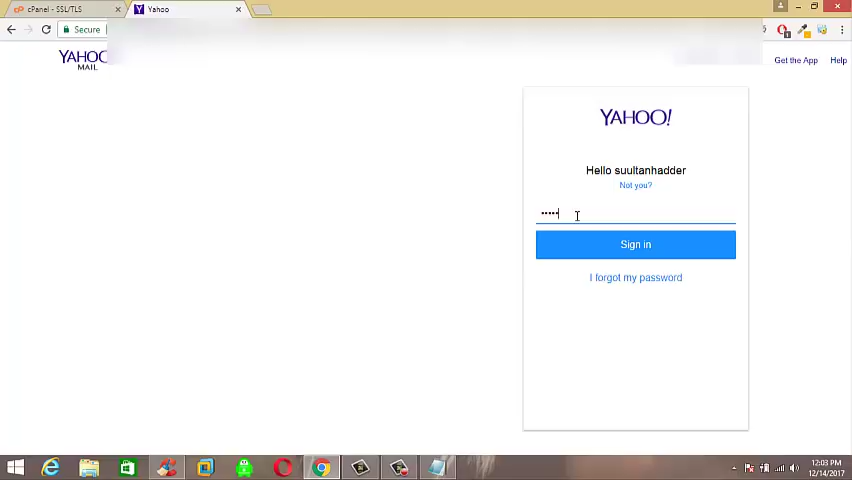 cPanel - SSL/TLS
Yahoo
Secure
YAHOO
MAIL
Get the App
Help
YAHOO!
Hello suultanhadder
Not you?
•••••
Sign in
I forgot my password
12:03 PM
12/14/2017